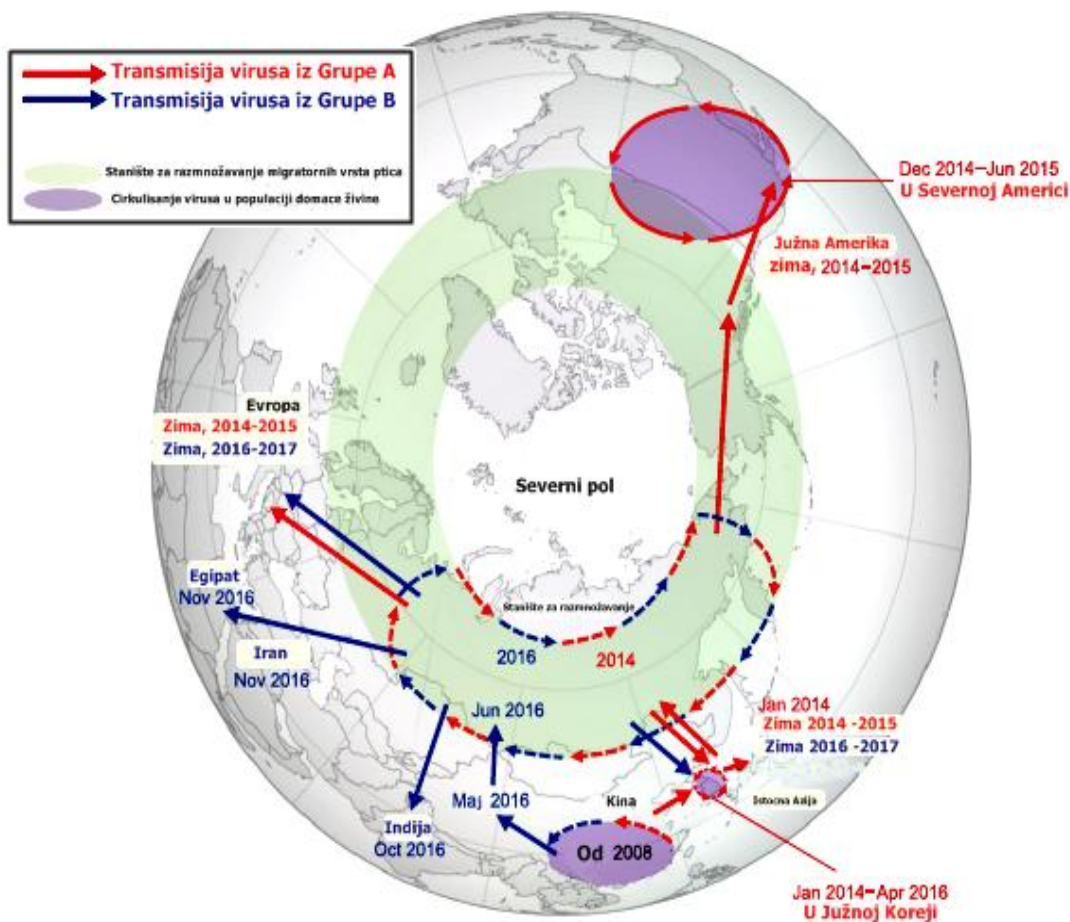 Transmisija virusa iz Grupe A
Transmisija virusa iz Grupe B
Stanište za razmnožavanje migratornih vrsta ptica
Cirkulisanje virusa u populaciji domace živine
Dec 2014–Jun 2015
U Severnoj Americi
Južna Amerika
zima, 2014–2015
Evropa
Zima, 2014-2015
Zima, 2016-2017
Severni pol
Egipat
Nov 2016
Stanište za razmnožavanje
Iran
Nov 2016
2016
2014
Jan 2014
Zima 2014 -2015
Zima 2016 -2017
Jun 2016
Maj 2016
Kina
Istocna Azija
Indija
Oct 2016
Od 2008
Jan 2014–Apr 2016
U Južnoj Koreji